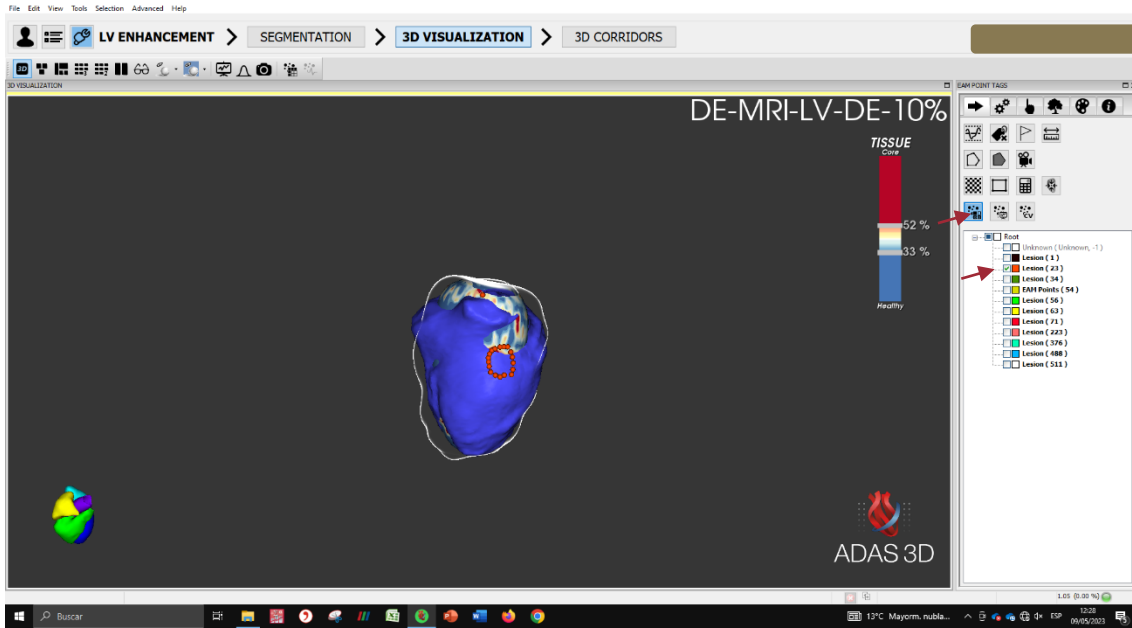 File Edit View Tools Selection Advanced Help
LV ENHANCEMENT
SEGMENTATION
3D VISUALIZATION
3D CORRIDORS
3D
3D VISUALIZATION
EAM POINT TAGS
DE-MRI-LV-DE-10%
TISSUE
Core
52 %
33 %
Healthy
CV
Root
Unknown ( Unknown, -1 )
Lesion ( 1 )
Lesion ( 23 )
Lesion ( 34 )
EAM Points ( 54 )
Lesion ( 56 )
Lesion ( 63 )
Lesion ( 71 )
Lesion ( 223 )
Lesion ( 376 )
Lesion ( 488 )
Lesion ( 511 )
ADAS 3D
1.05 (0.00 %)
Buscar
13°C Mayorm. nubla...
ESP
12:28
09/05/2023